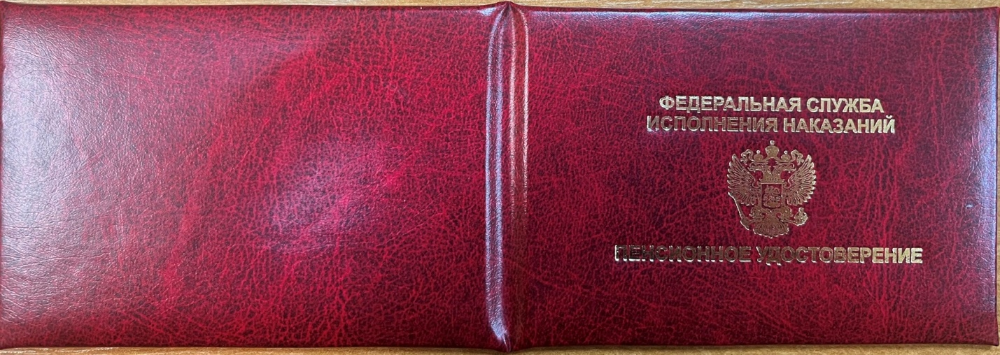 ФЕДЕРАЛЬНАЯ СЛУЖБА
ИСПОЛНЕНИЯ НАКАЗАНИЙ
ПЕНСИОННОЕ УДОСТОВЕРЕНИЕ